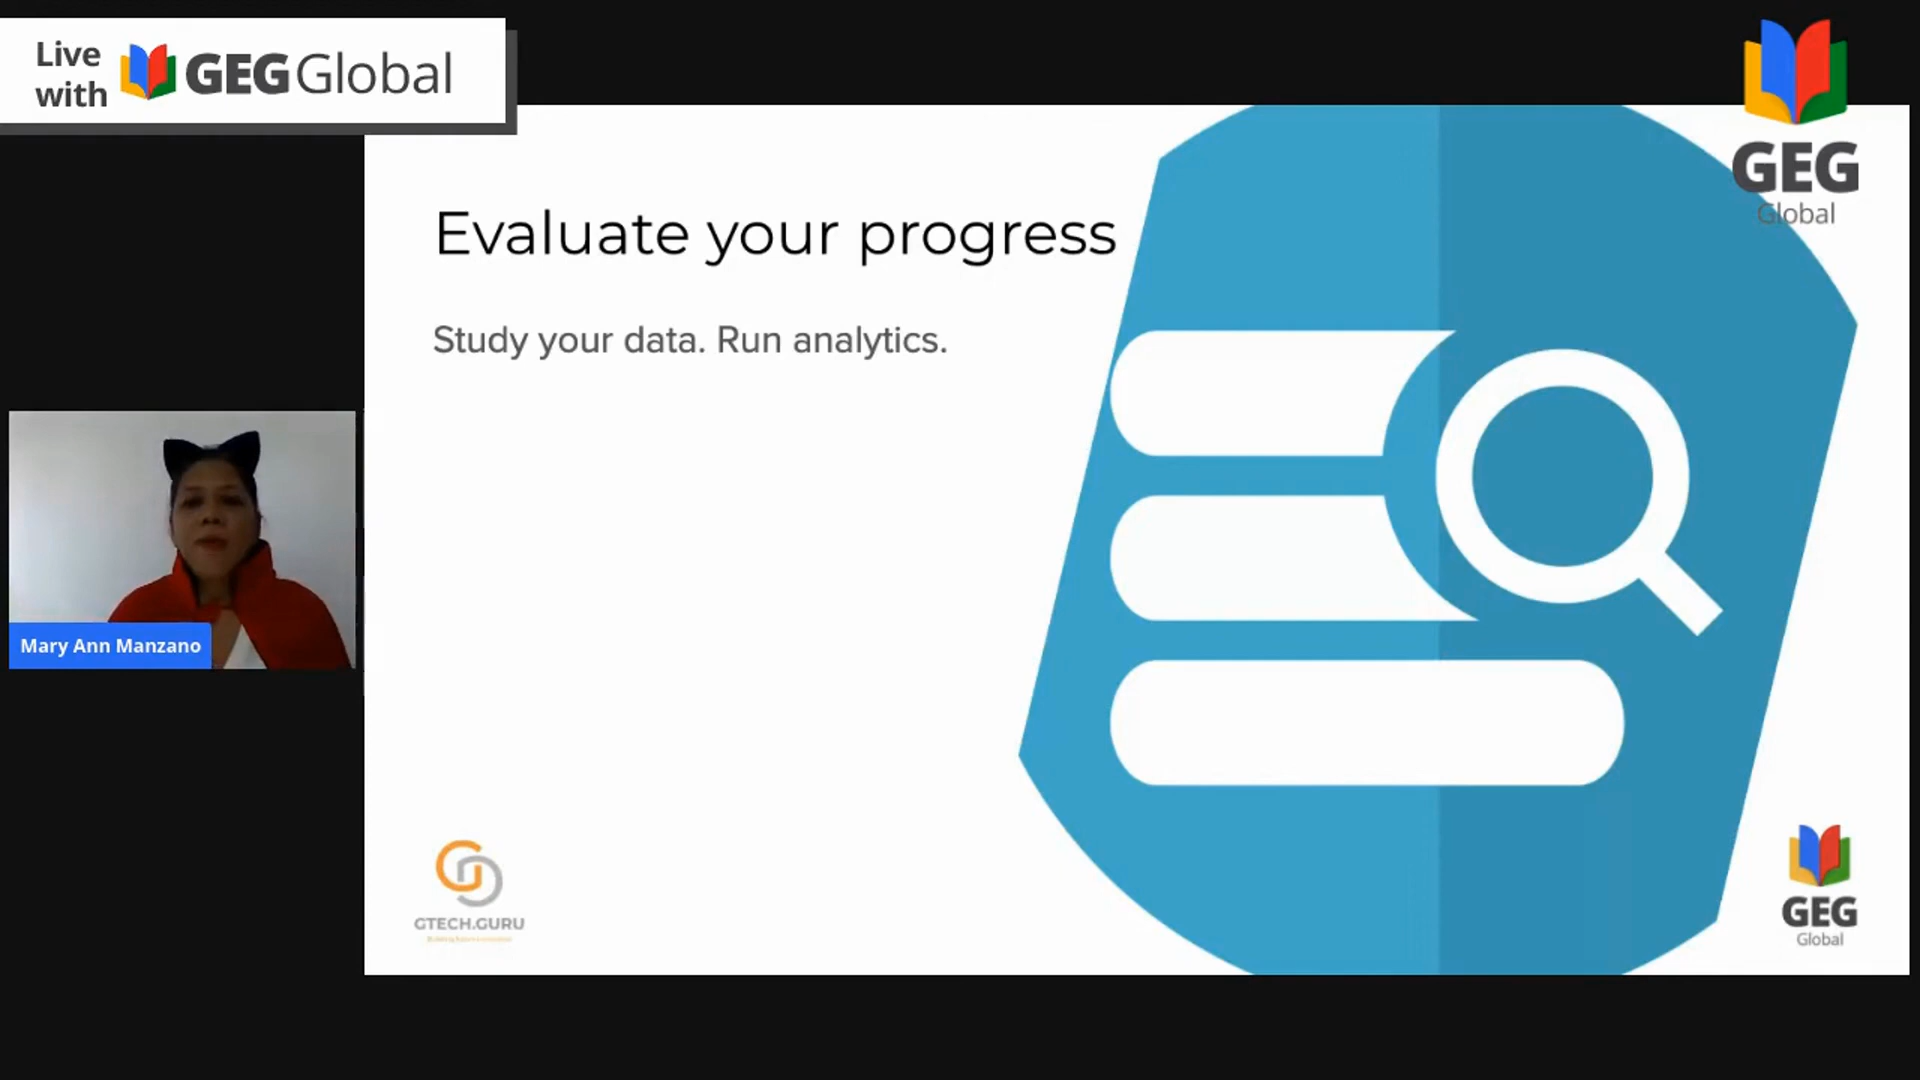 Live
with
GEG Global
GEG
Global
Evaluate your progress
Study your data. Run analytics.
Mary Ann Manzano
GTECH.GURU
GEG
Global